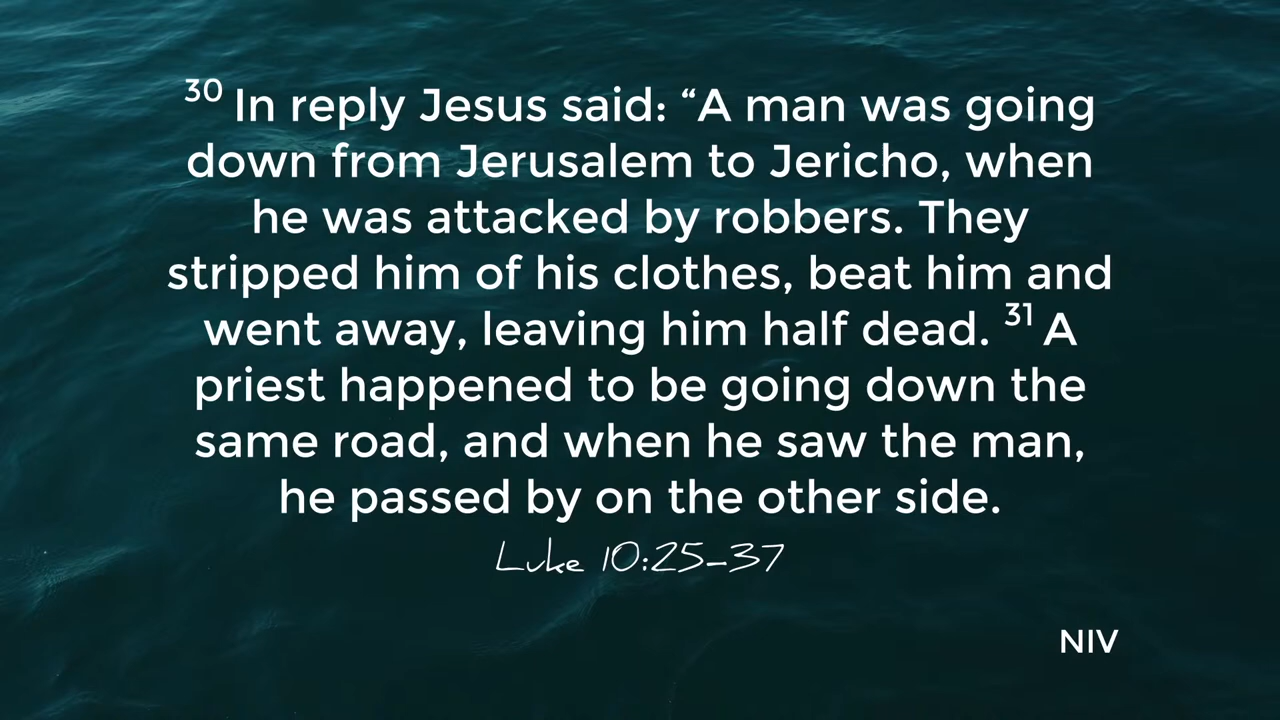 30 In reply Jesus said: “A man was going
down from Jerusalem to Jericho, when
he was attacked by robbers. They
stripped him of his clothes, beat him and
went away, leaving him half dead. 31 A
priest happened to be going down the
same road, and when he saw the man,
he passed by on the other side.
Luke 10:25-37
NIV